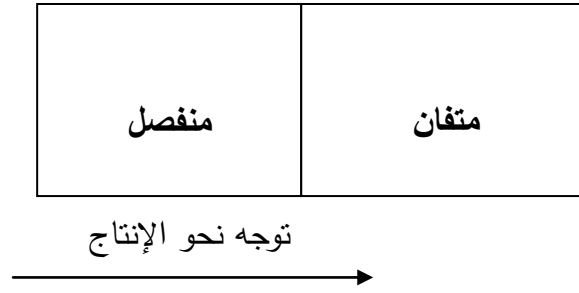 متفان
منفصل
توجه نحو الإنتاج